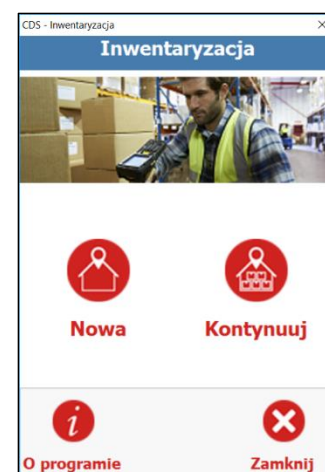 CDS - Inwentaryzacja
Inwentaryzacja
Nowa
Kontynuuj
O programie
Zamknij